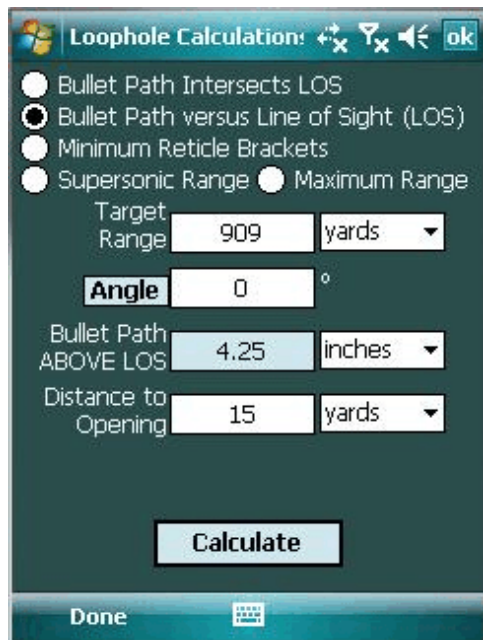 Loophole Calculations ok
Bullet Path Intersects LOS
Bullet Path versus Line of Sight (LOS)
Minimum Reticle Brackets
Supersonic Range Maximum Range
Target
Range 909 yards
Angle 0 °
Bullet Path
ABOVE LOS 4.25 inches
Distance to
Opening 15 yards
Calculate
Done